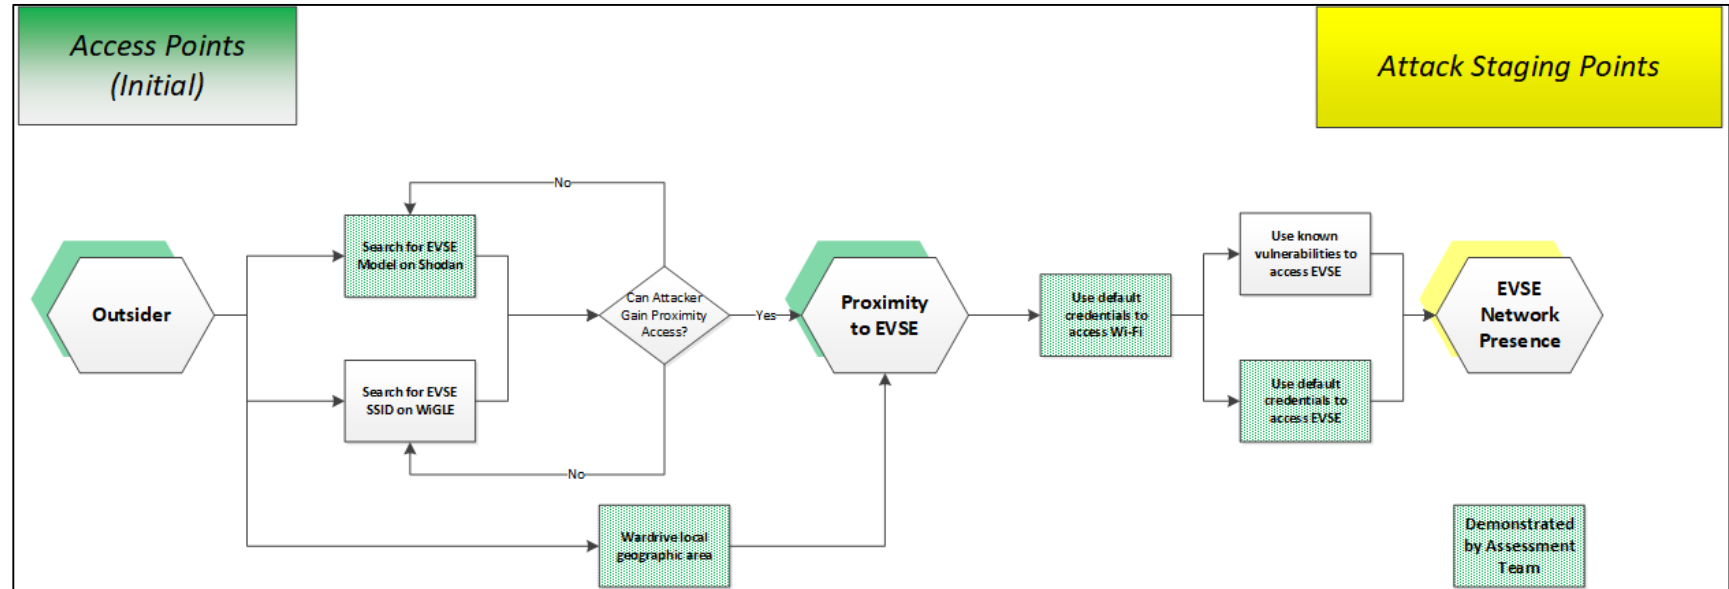 Access Points
(Initial)
Attack Staging Points
No
Search for EVSE
Model on Shodan
Outsider
Can Attacker
Gain Proximity
Access?
Yes
Proximity
to EVSE
Use default
credentials to
access Wi-Fi
Use known
vulnerabilities to
access EVSE
EVSE
Network
Presence
Search for EVSE
SSID on WiGLE
Use default
credentials to
access EVSE
No
Wardrive local
geographic area
Demonstrated
by Assessment
Team